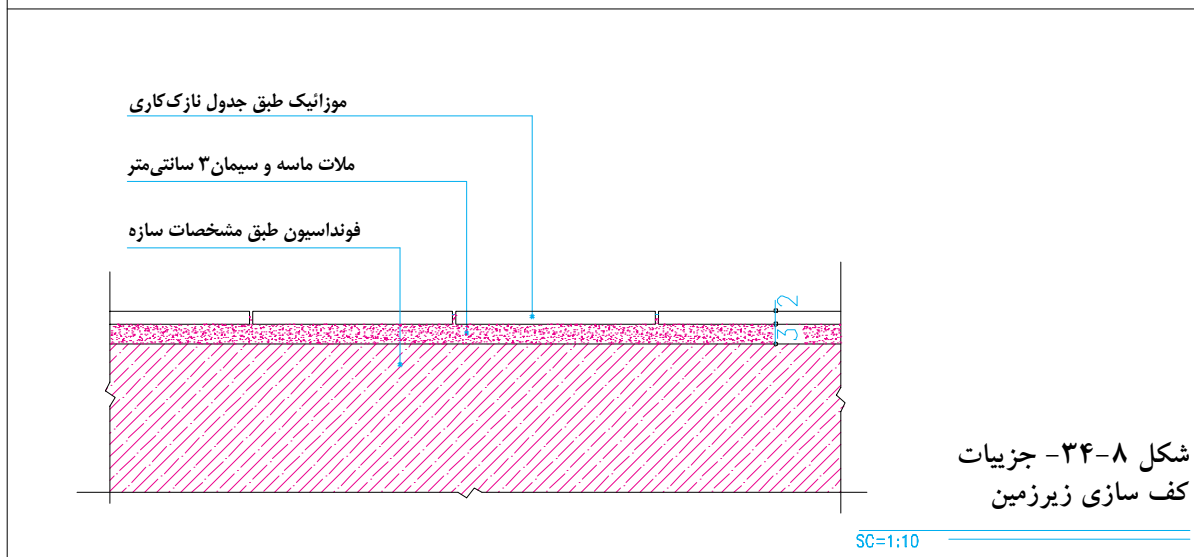 موزائیک طبق جدول نازک‌کاری
ملات ماسه و سیمان۳ سانتی‌متر
فونداسیون طبق مشخصات سازه
2
3
شکل ۸-۳۴- جزییات
کف سازی زیرزمین
SC=1:10